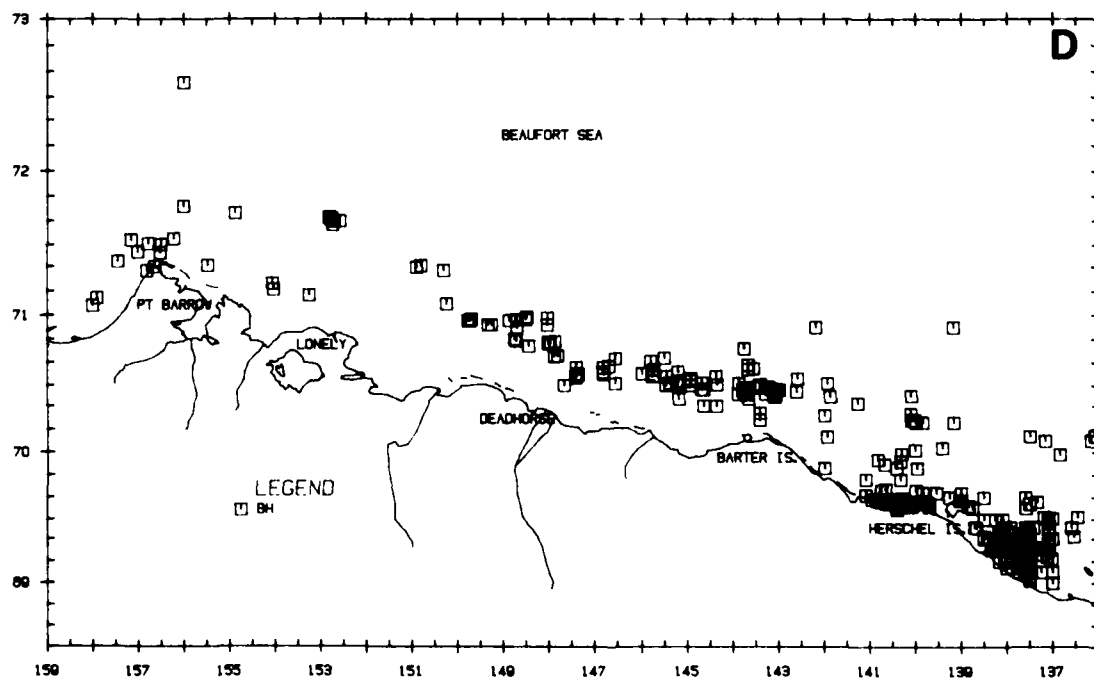 73
D
BEAUFORT SEA
72
71
PT BARROW
LONELY
DEADHORSE
70
BARTER IS.
LEGEND
BH
HERSCHEL IS.
69
159 157 155 153 151 149 147 145 143 141 139 137